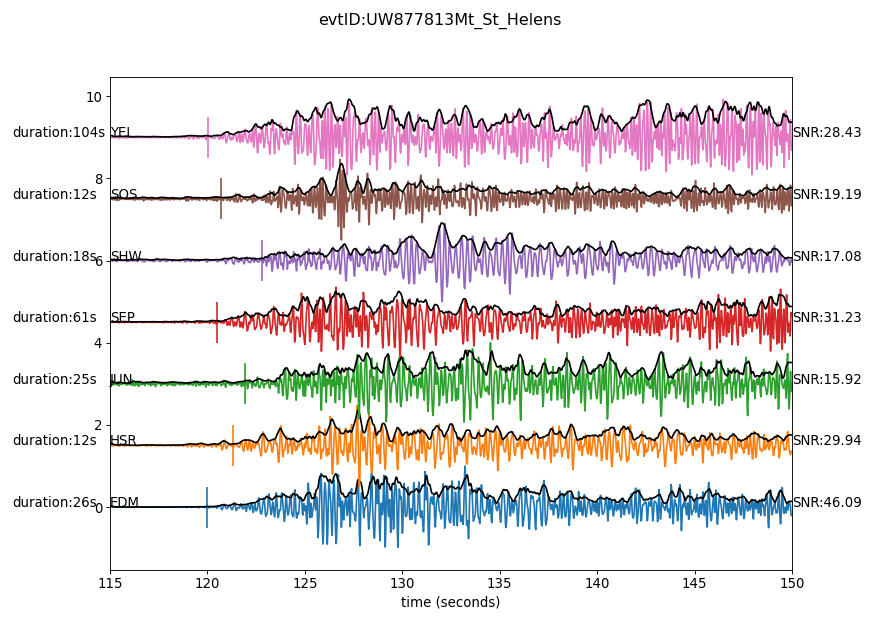 evtID:UW877813Mt_St_Helens
10
duration:104s YEL SNR:28.43
8
duration:12s SOS SNR:19.19
duration:18s SHW SNR:17.08
6
duration:61s SEP SNR:31.23
4
duration:25s JUN SNR:15.92
2
duration:12s HSR SNR:29.94
duration:26s EDM SNR:46.09
0
115 120 125 130 135 140 145 150
time (seconds)